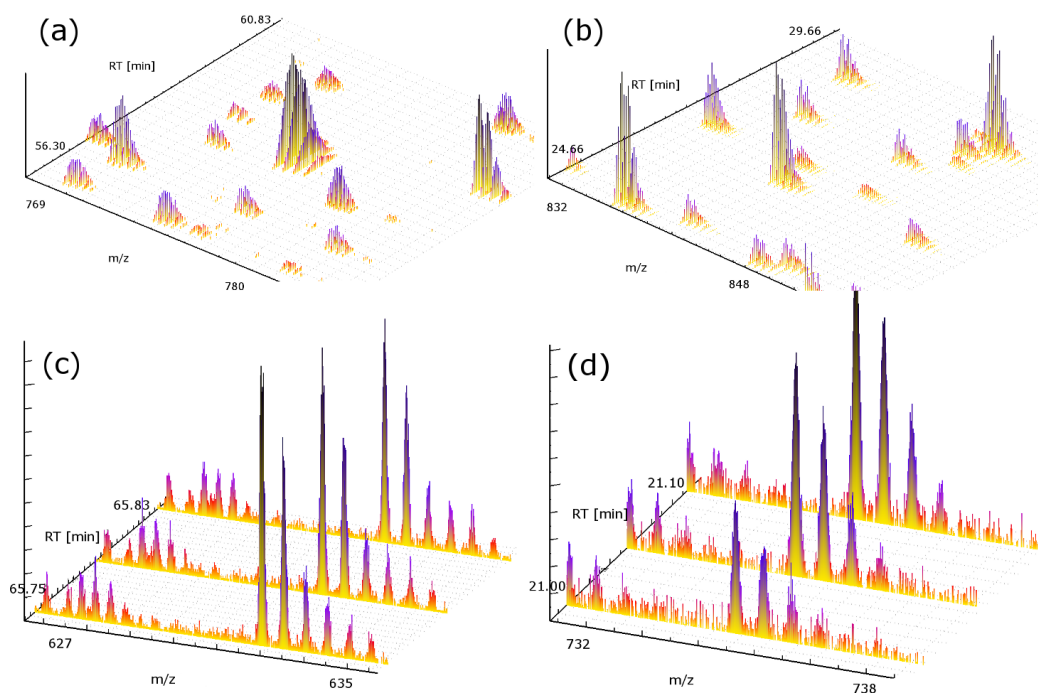 (a)
60.83
RT [min]
56.30
769
m/z
780
(b)
29.66
RT [min]
24.66
832
m/z
848
(c)
65.83
RT [min]
65.75
627
m/z
635
(d)
21.10
RT [min]
21.00
732
m/z
738